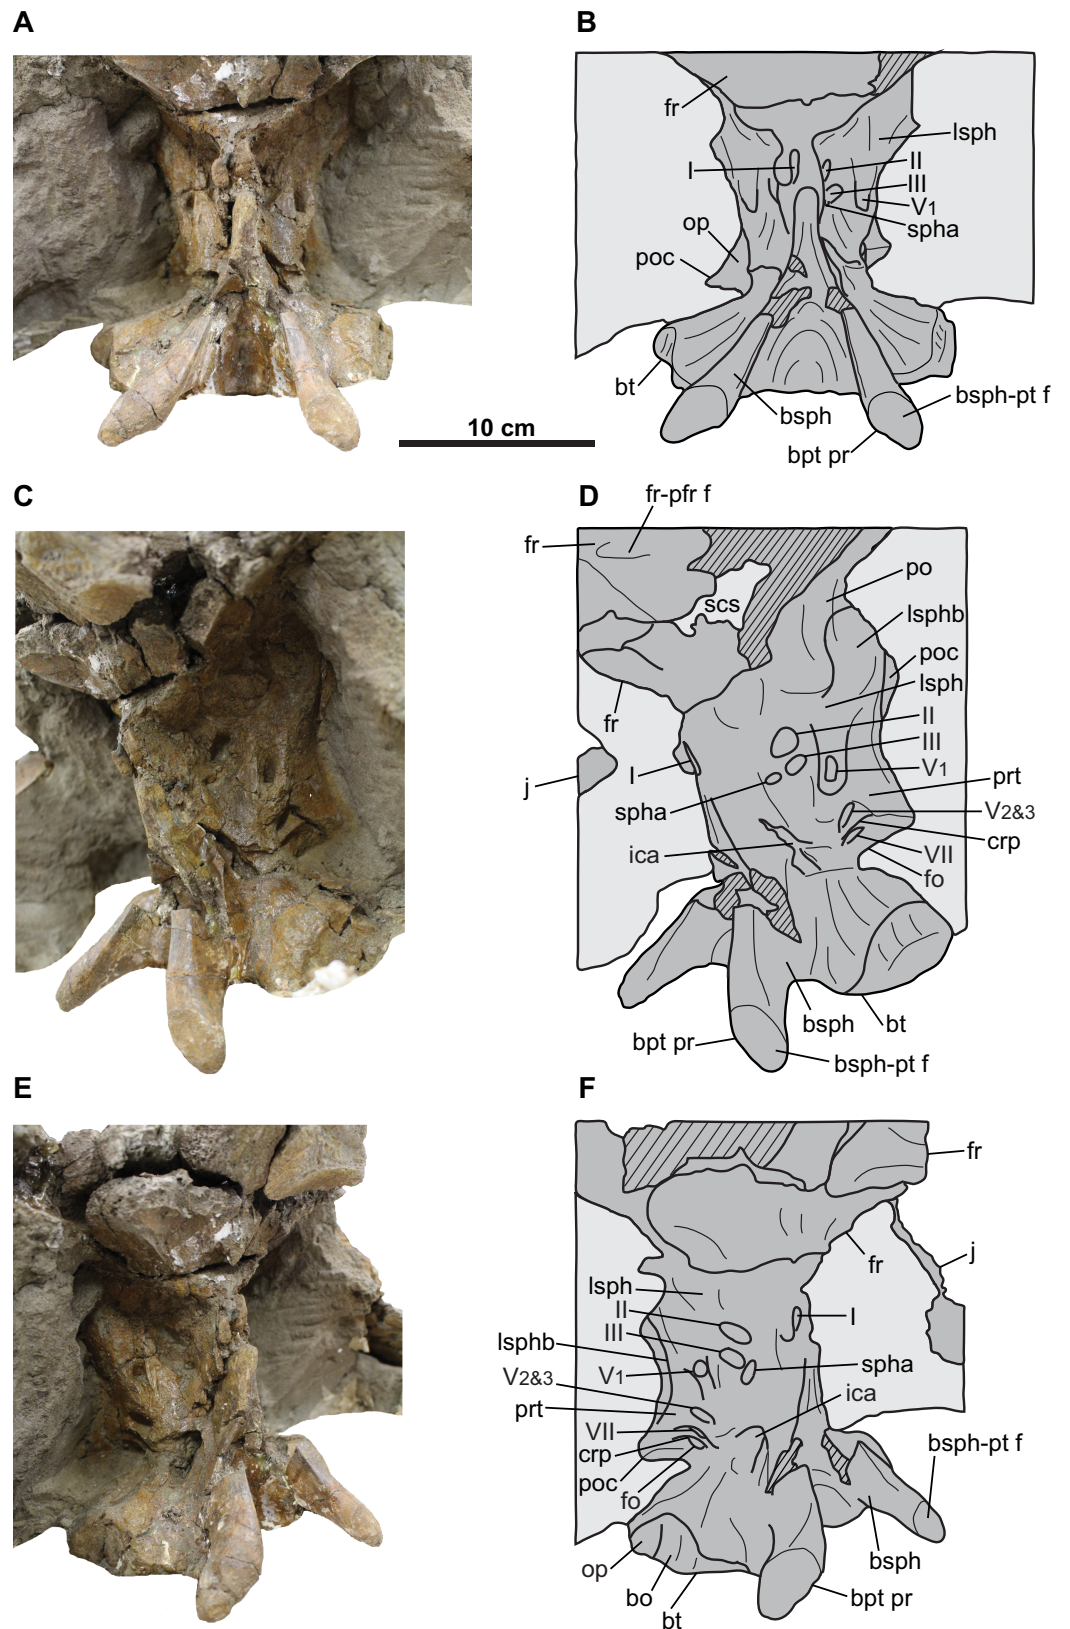 A
B
fr
lsph
I
II
III
V1
spha
op
poc
bt
bsph
bsph-pt f
bpt pr
10 cm
C
D
fr-pfr f
fr
scs
po
lsphb
poc
lsph
fr
II
III
V1
j
I
prt
spha
V2&3
crp
ica
VII
fo
bsph
bt
bpt pr
bsph-pt f
E
F
fr
fr
j
lsph
II
I
III
lsphb
V1
spha
V2&3
ica
prt
VII
crp
poc
fo
bsph-pt f
op
bsph
bo
bpt pr
bt